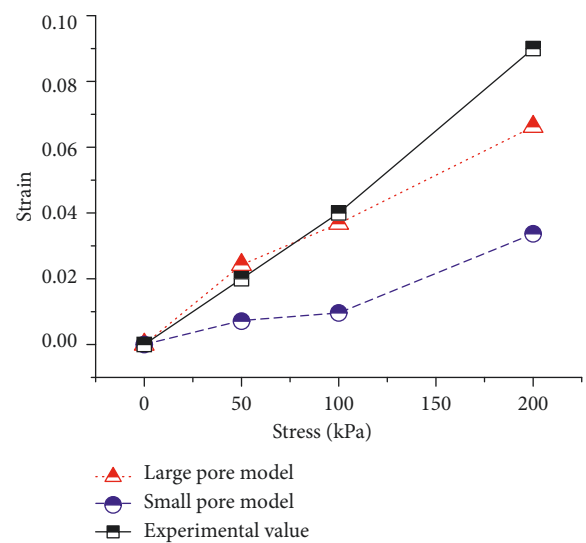 0.10
0.08
0.06
0.04
0.02
0.00
Strain
0 50 100 150 200
Stress (kPa)
Large pore model
Small pore model
Experimental value